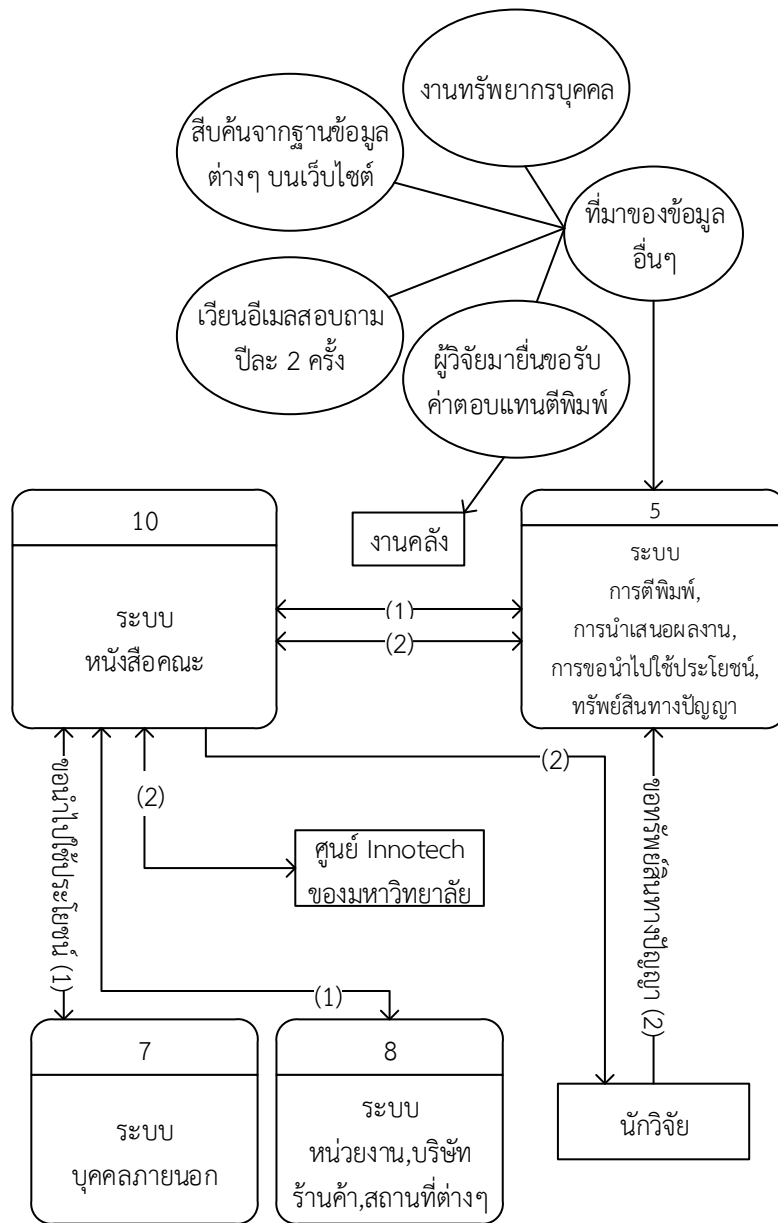 งานทรัพยากรบุคคล
สืบค้นจากฐานข้อมูล
ต่างๆ บนเว็บไซต์
ที่มาของข้อมูล
อื่นๆ
เวียนอีเมลสอบถาม
ปีละ 2 ครั้ง
ผู้วิจัยมายื่นขอรับ
ค่าตอบแทนตีพิมพ์
งานคลัง
10
ระบบ
หนังสือคณะ
5
ระบบ
การตีพิมพ์,
การนำเสนอผลงาน,
การขอนำไปใช้ประโยชน์,
ทรัพย์สินทางปัญญา
(1)
(2)
ขอนำไปใช้ประโยชน์ (1)
(2)
(2)
ขอทรัพย์สินทางปัญญา (2)
ศูนย์ Innotech
ของมหาวิทยาลัย
(1)
7
ระบบ
บุคคลภายนอก
8
ระบบ
หน่วยงาน,บริษัท
ร้านค้า,สถานที่ต่างๆ
นักวิจัย